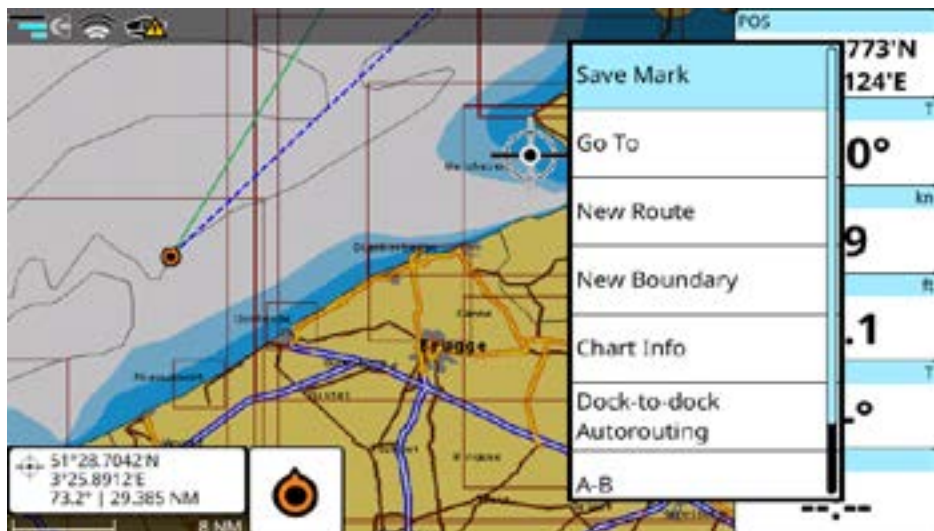 POS
773'N
124'E
T
0°
kn
9
ft
.1
T
-°
--.--
Save Mark
Go To
New Route
New Boundary
Chart Info
Dock-to-dock
Autorouting
A-B
Brugge
51°28.7042'N
3°25.8912'E
73.2° | 29.385 NM
8 NM